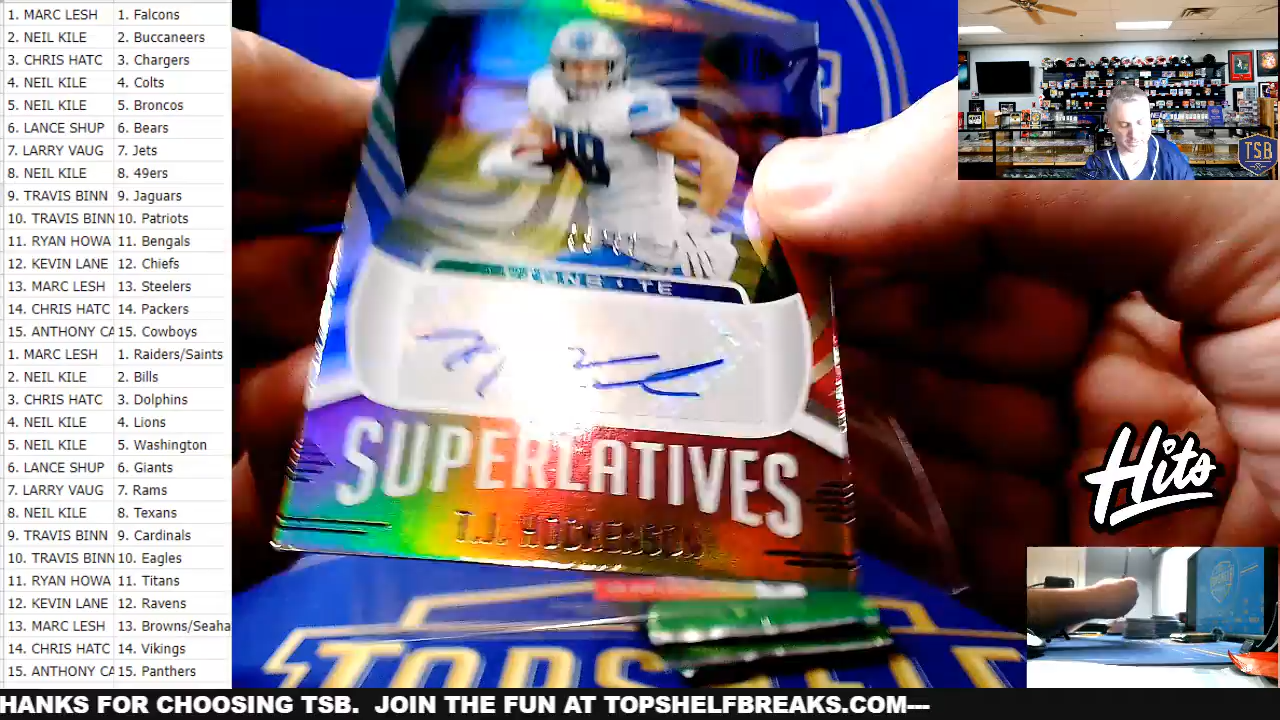 1. MARC LESH 1. Falcons
2. NEIL KILE 2. Buccaneers
3. CHRIS HATC 3. Chargers
4. NEIL KILE 4. Colts
5. NEIL KILE 5. Broncos
6. LANCE SHUP 6. Bears
7. LARRY VAUG 7. Jets
8. NEIL KILE 8. 49ers
9. TRAVIS BINN 9. Jaguars
10. TRAVIS BINN 10. Patriots
11. RYAN HOWA 11. Bengals
12. KEVIN LANE 12. Chiefs
13. MARC LESH 13. Steelers
14. CHRIS HATC 14. Packers
15. ANTHONY CA 15. Cowboys
1. MARC LESH 1. Raiders/Saints
2. NEIL KILE 2. Bills
3. CHRIS HATC 3. Dolphins
4. NEIL KILE 4. Lions
5. NEIL KILE 5. Washington
6. LANCE SHUP 6. Giants
7. LARRY VAUG 7. Rams
8. NEIL KILE 8. Texans
9. TRAVIS BINN 9. Cardinals
10. TRAVIS BINN 10. Eagles
11. RYAN HOWA 11. Titans
12. KEVIN LANE 12. Ravens
13. MARC LESH 13. Browns/Seaha
14. CHRIS HATC 14. Vikings
15. ANTHONY CA 15. Panthers
TE
SUPERLATIVES
T.J. HOCKENSON
TOPSHELF
TSB
Hits
HANKS FOR CHOOSING TSB. JOIN THE FUN AT TOPSHELFBREAKS.COM---